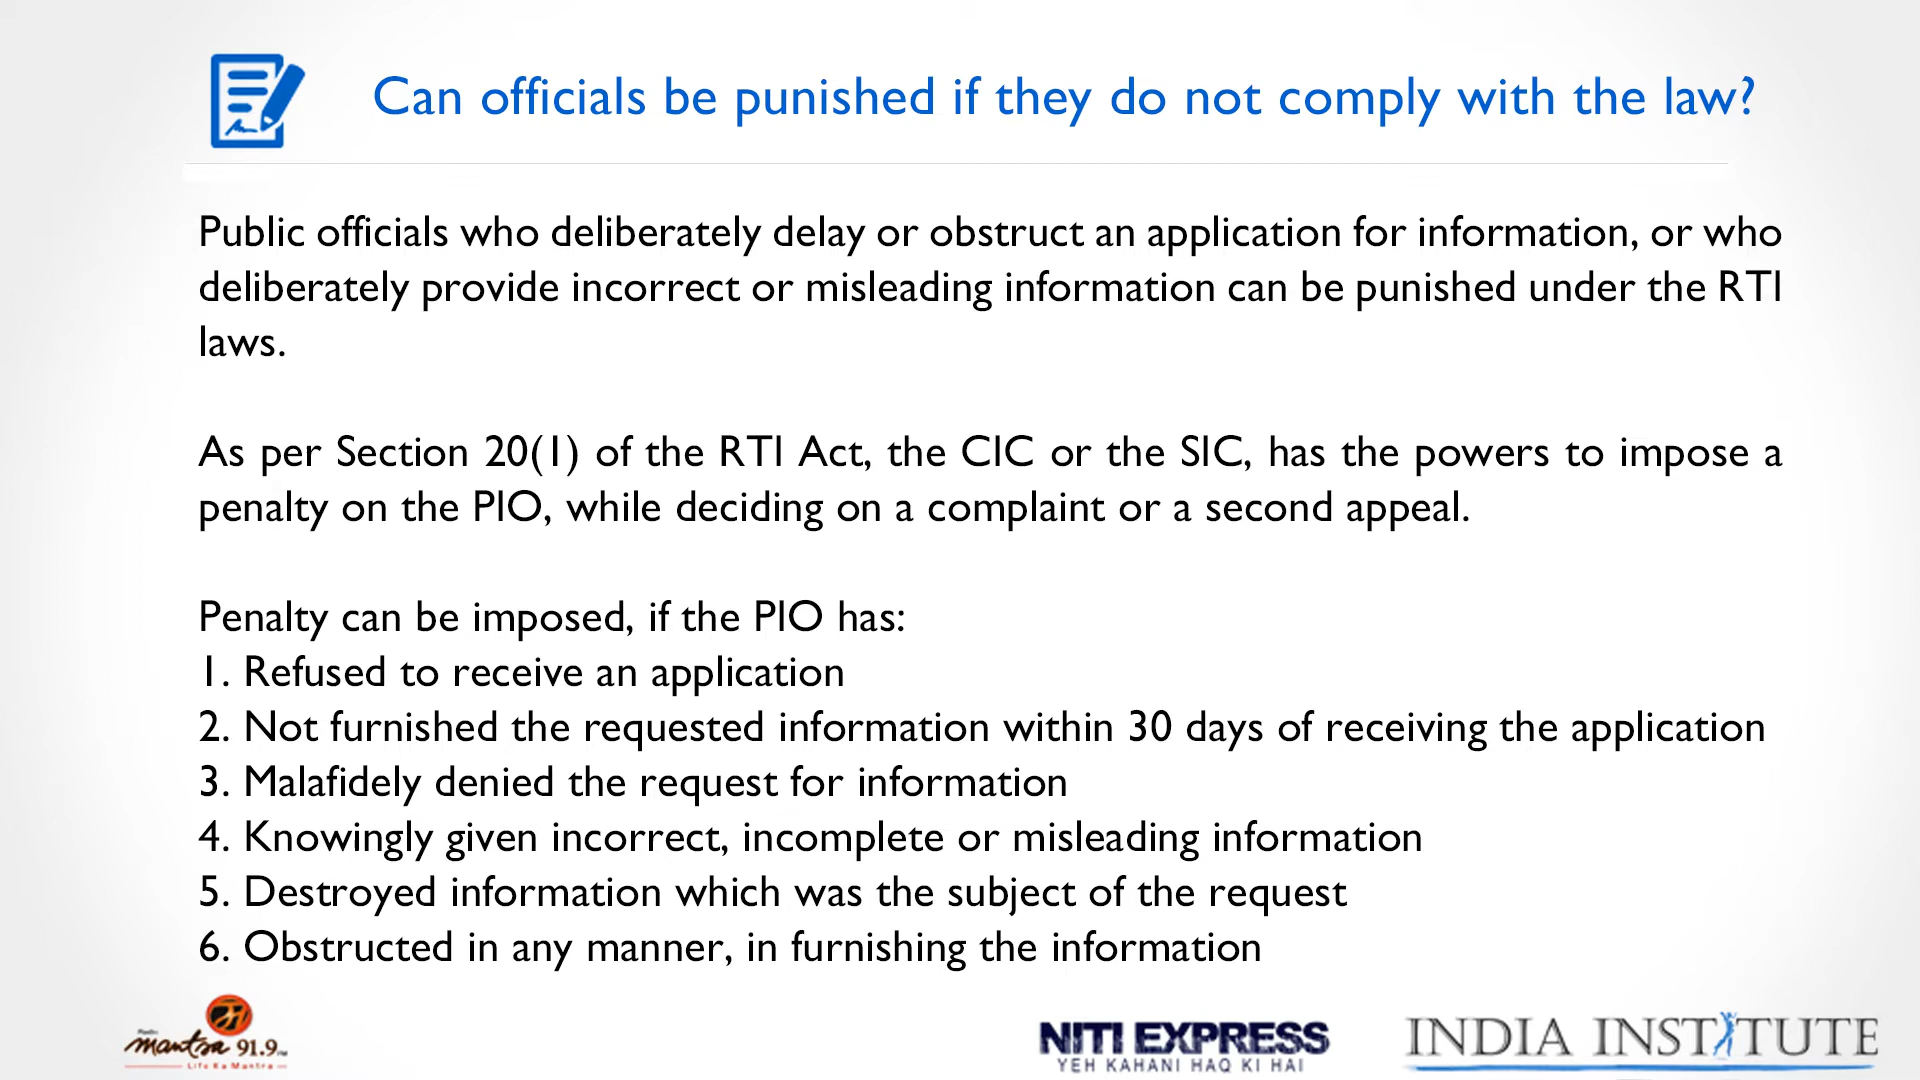 Can officials be punished if they do not comply with the law?
Public officials who deliberately delay or obstruct an application for information, or who
deliberately provide incorrect or misleading information can be punished under the RTI
laws.
As per Section 20(1) of the RTI Act, the CIC or the SIC, has the powers to impose a
penalty on the PIO, while deciding on a complaint or a second appeal.
Penalty can be imposed, if the PIO has:
1. Refused to receive an application
2. Not furnished the requested information within 30 days of receiving the application
3. Malafidely denied the request for information
4. Knowingly given incorrect, incomplete or misleading information
5. Destroyed information which was the subject of the request
6. Obstructed in any manner, in furnishing the information
mantra 91.9
Life Ka Mantra
NITI EXPRESS
YEH KAHANI HAQ KI HAI
INDIA INSTITUTE